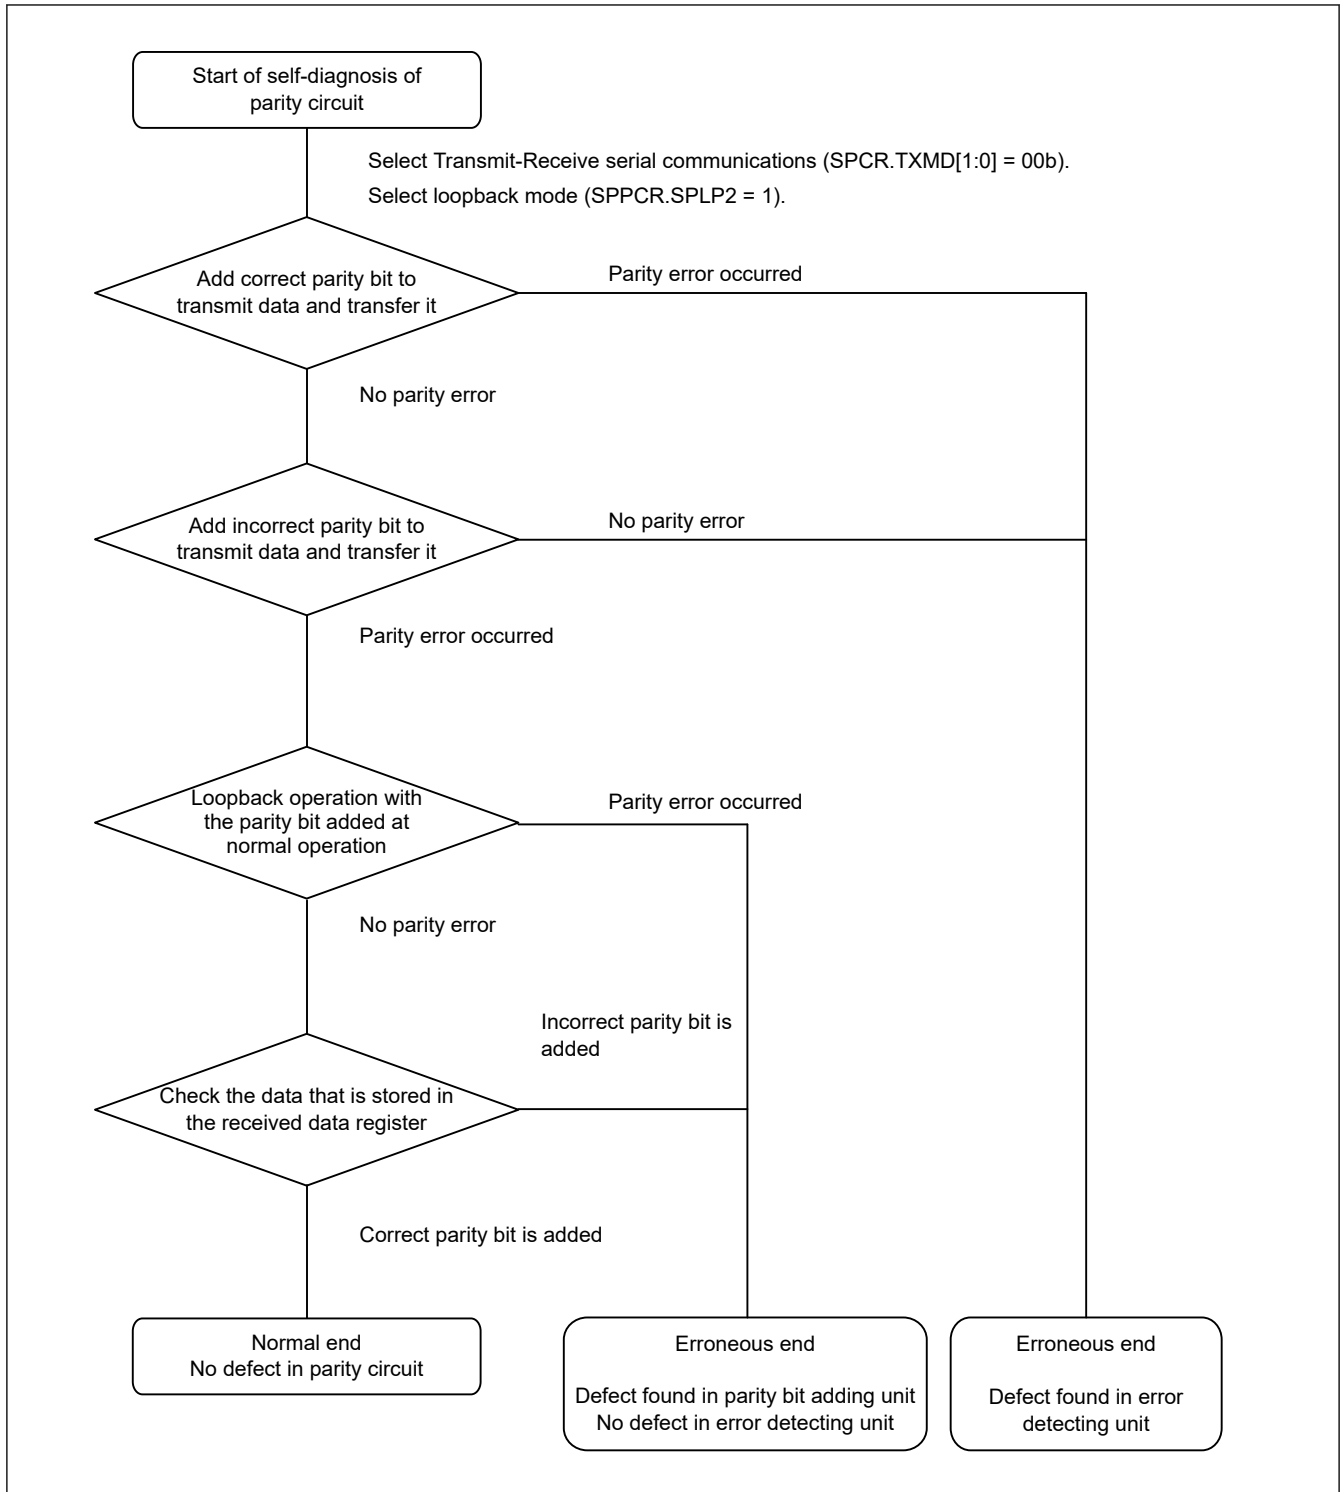 Start of self-diagnosis of
parity circuit
Select Transmit-Receive serial communications (SPCR.TXMD[1:0] = 00b).
Select loopback mode (SPPCR.SPLP2 = 1).
Add correct parity bit to
transmit data and transfer it
Parity error occurred
No parity error
Add incorrect parity bit to
transmit data and transfer it
No parity error
Parity error occurred
Loopback operation with
the parity bit added at
normal operation
Parity error occurred
No parity error
Incorrect parity bit is
added
Check the data that is stored in
the received data register
Correct parity bit is added
Normal end
No defect in parity circuit
Erroneous end
Defect found in parity bit adding unit
No defect in error detecting unit
Erroneous end
Defect found in error
detecting unit